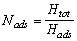 N_ads = H_tot / H_ads